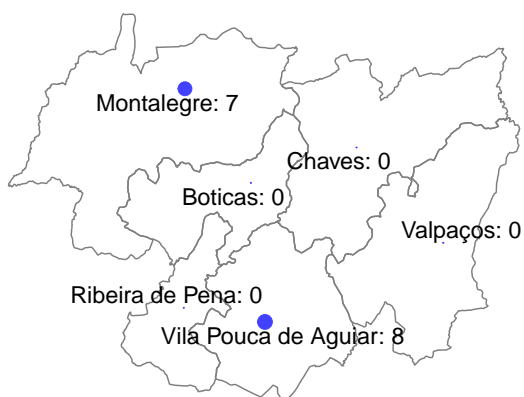 Montalegre: 7
Chaves: 0
Boticas: 0
Valpaços: 0
Ribeira de Pena: 0
Vila Pouca de Aguiar: 8